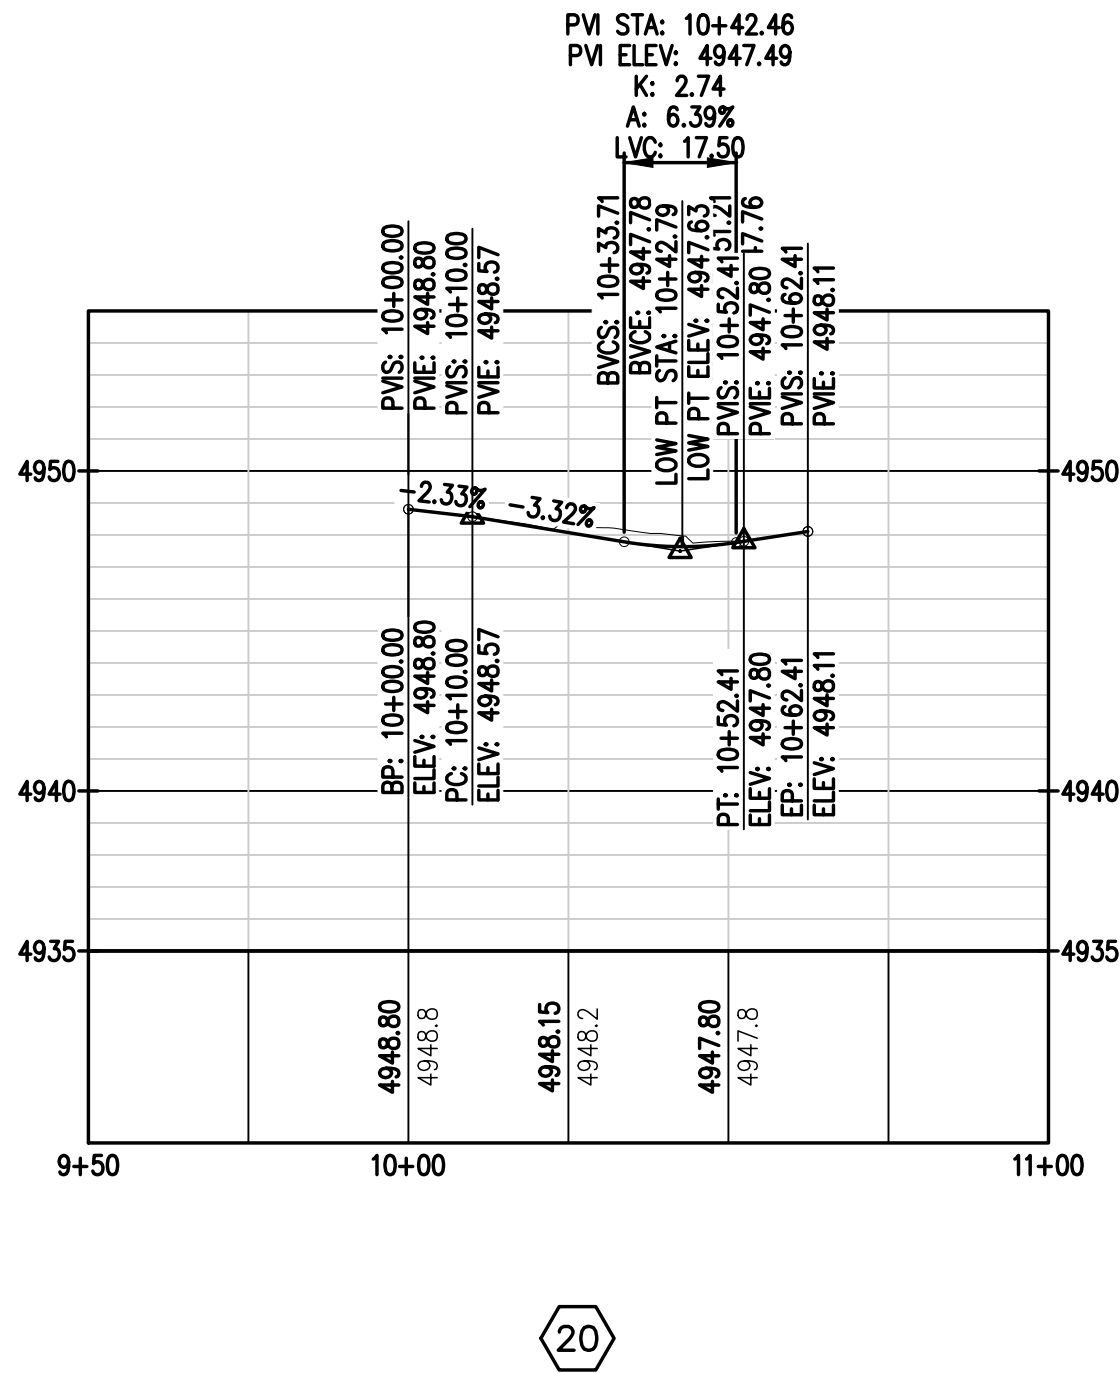 PVI STA: 10+42.46
PVI ELEV: 4947.49
K: 2.74
A: 6.39%
LVC: 17.50
PVIS: 10+00.00
PVIE: 4948.80
PVIS: 10+10.00
PVIE: 4948.57
BVCS: 10+33.71
BVCE: 4947.78
LOW PT STA: 10+42.79
LOW PT ELEV: 4947.63
51.21
7.76
PVIS: 10+52.41
PVIE: 4947.80
PVIS: 10+62.41
PVIE: 4948.11
4950
4950
-2.33%
-3.32%
BP: 10+00.00
ELEV: 4948.80
PC: 10+10.00
ELEV: 4948.57
PT: 10+52.41
ELEV: 4947.80
EP: 10+62.41
ELEV: 4948.11
4940
4940
4935
4935
4948.80
4948.8
4948.15
4948.2
4947.80
4947.8
9+50
10+00
11+00
20